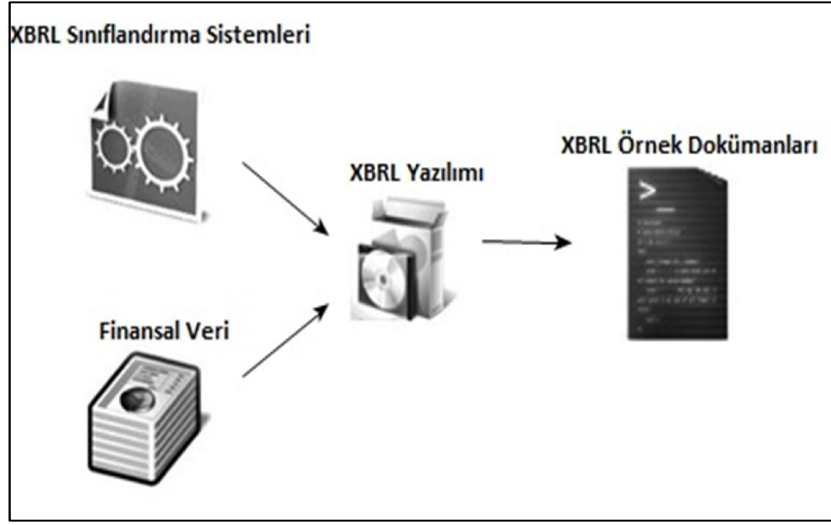 XBRL Sınıflandırma Sistemleri
XBRL Örnek Dokümanları
XBRL Yazılımı
Finansal Veri